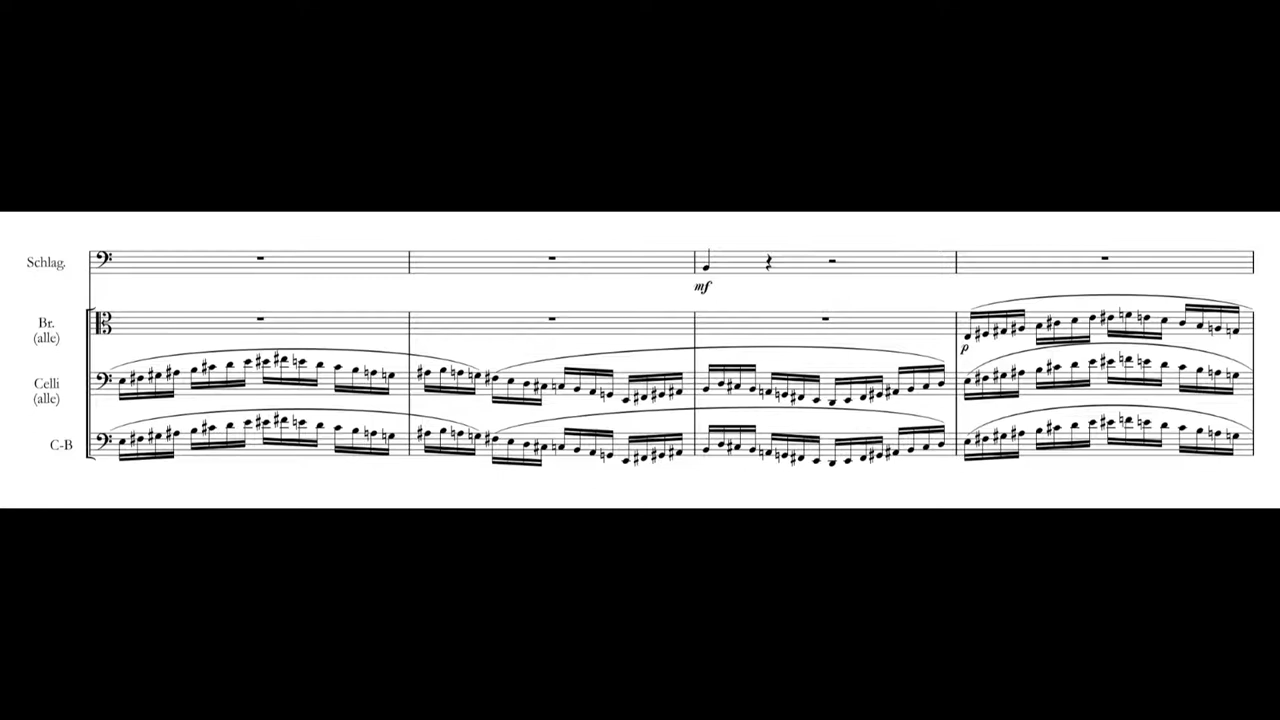 Schlag.
mf
Br.
(alle)
p
Celli
(alle)
C-B